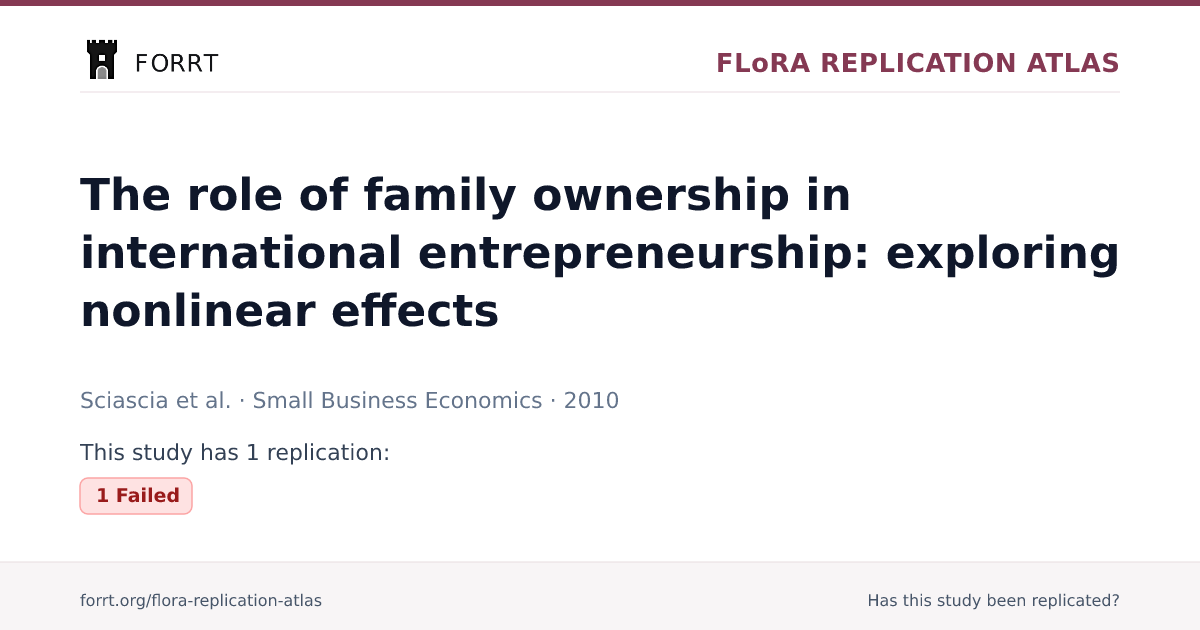 FORRT
FLoRA REPLICATION ATLAS
The role of family ownership in
international entrepreneurship: exploring
nonlinear effects
Sciascia et al. · Small Business Economics · 2010
This study has 1 replication:
1 Failed
forrt.org/flora-replication-atlas
Has this study been replicated?